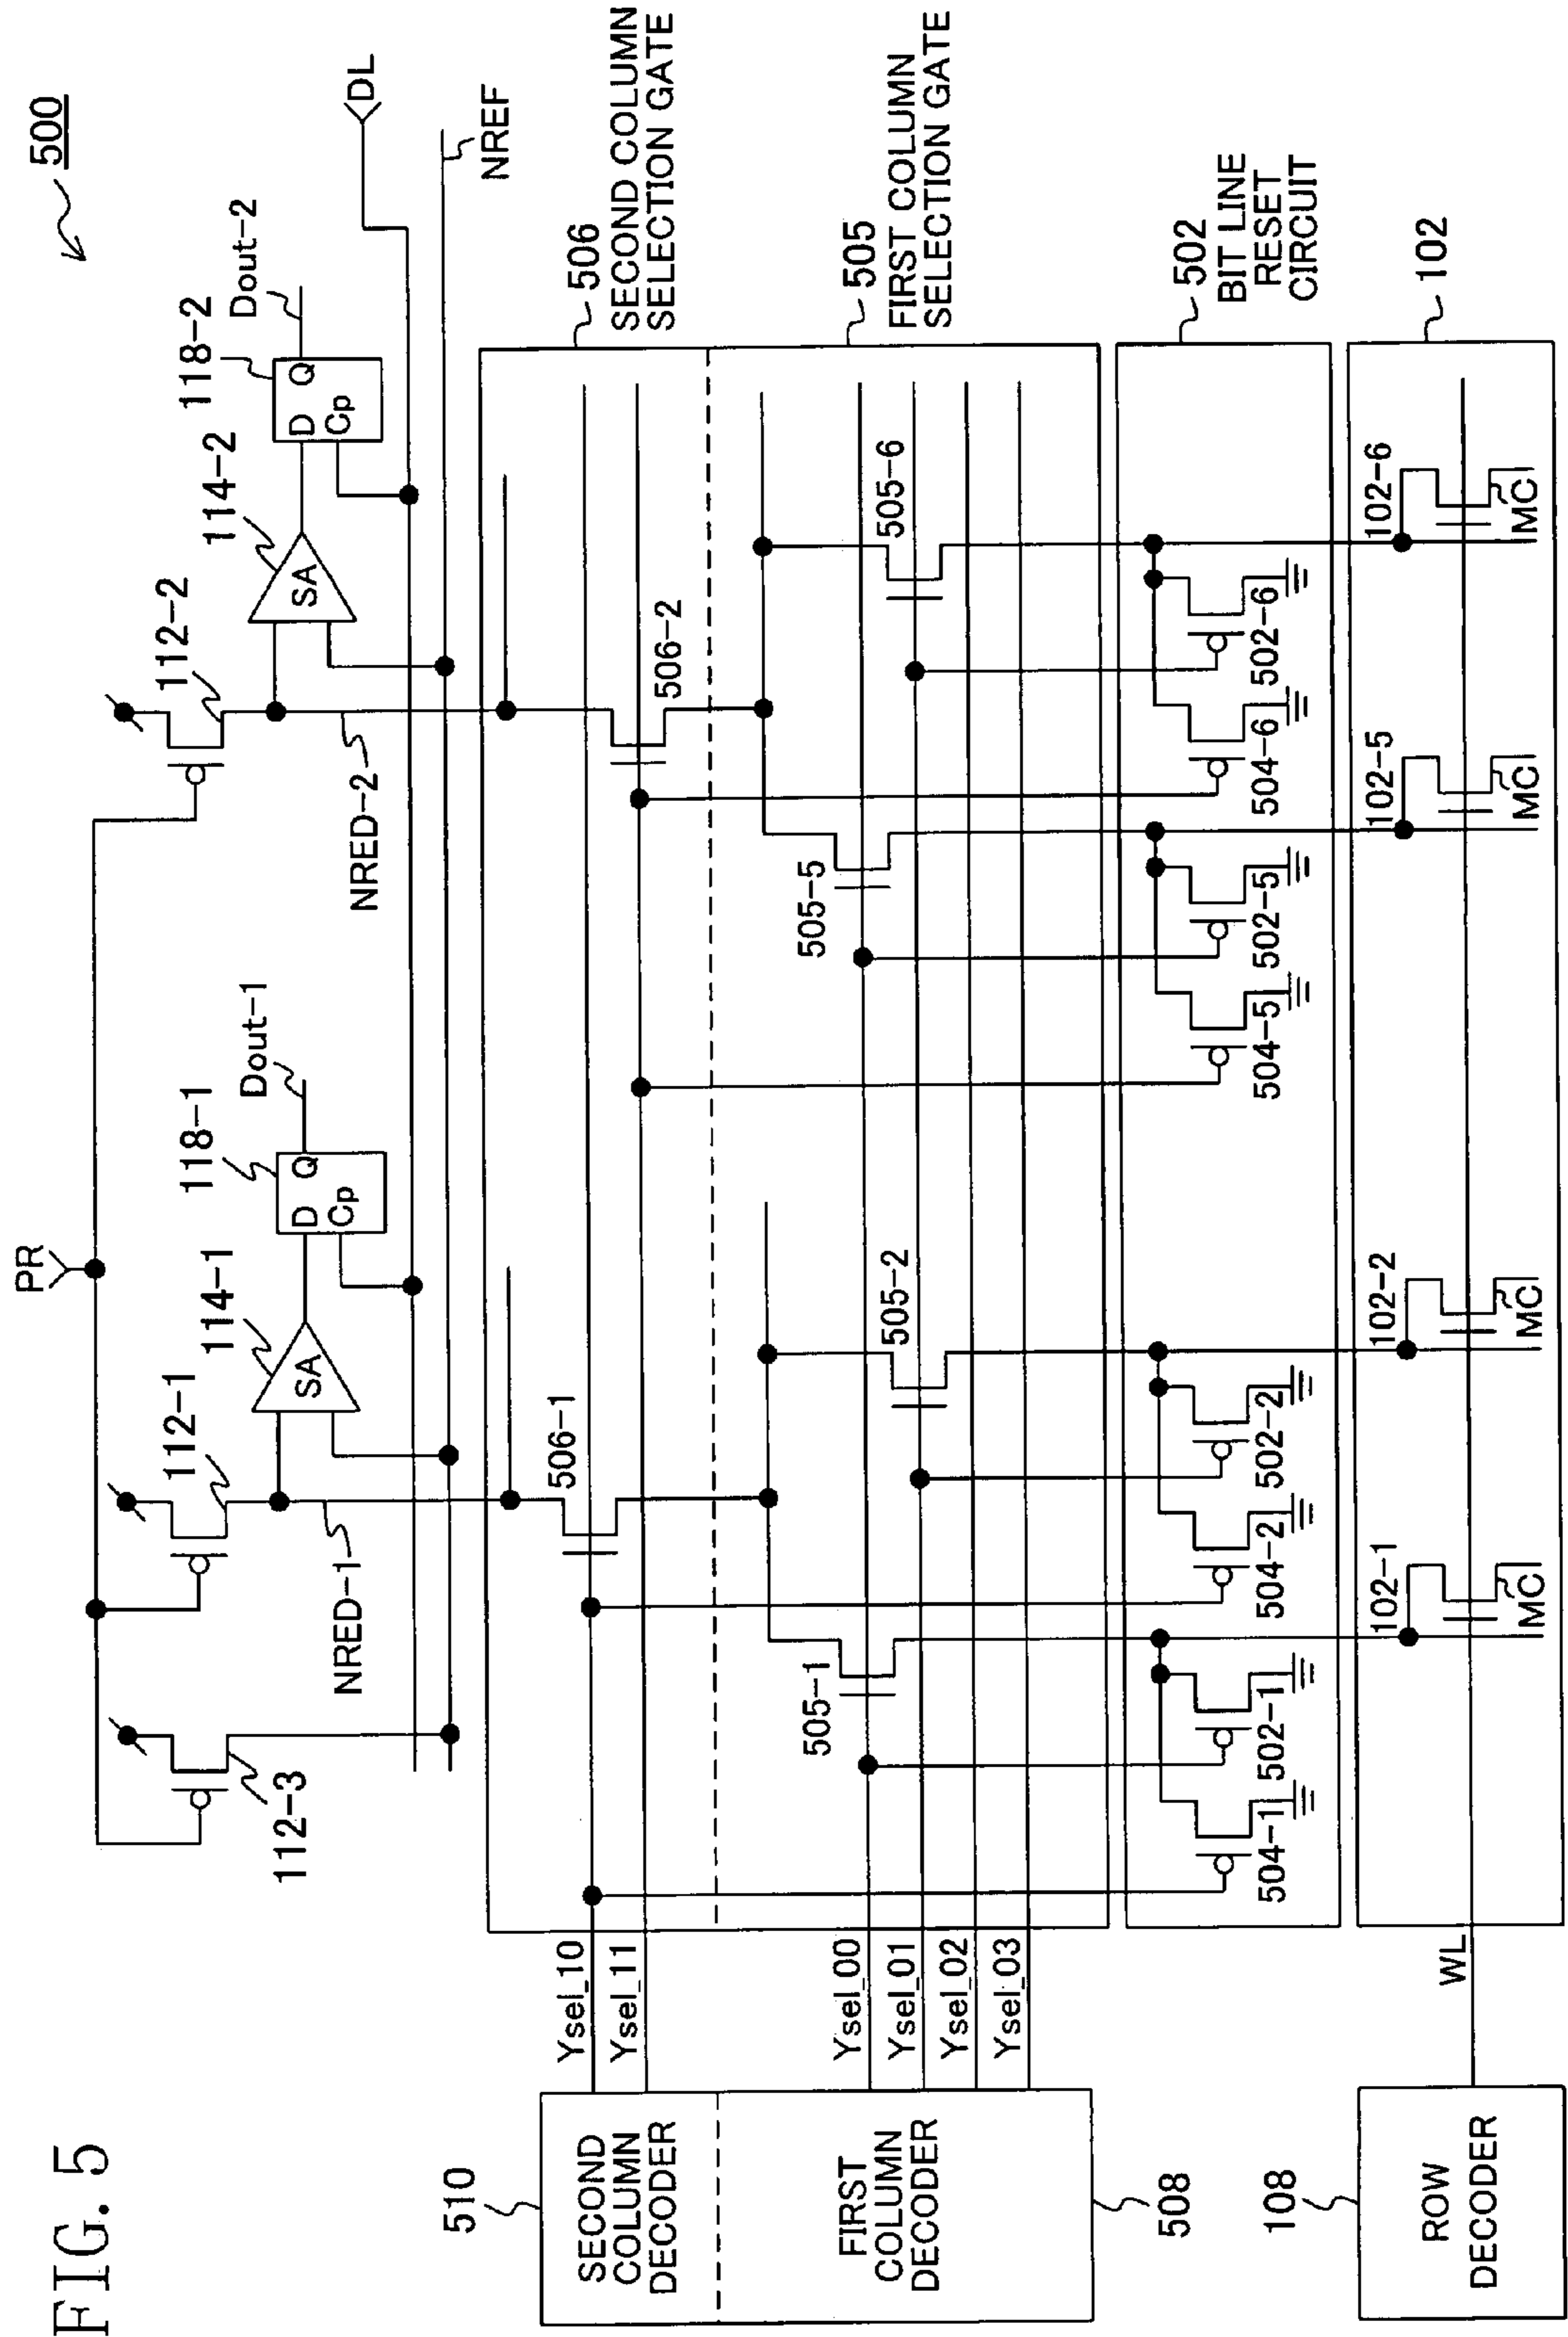 FIG. 5
500
PR
DL
NREF
112-3
112-1
114-1
118-1
Dout-1
112-2
114-2
118-2
Dout-2
SA
D
Q
Cp
SA
D
Q
Cp
NRED-1
NRED-2
510
SECOND
COLUMN
DECODER
Ysel_10
Ysel_11
506-1
506-2
506
SECOND COLUMN
SELECTION GATE
FIRST
COLUMN
DECODER
508
Ysel_00
Ysel_01
Ysel_02
Ysel_03
505-1
505-2
505-5
505-6
505
FIRST COLUMN
SELECTION GATE
504-1
502-1
504-2
502-2
504-5
502-5
504-6
502-6
502
BIT LINE
RESET
CIRCUIT
108
ROW
DECODER
WL
102-1
MC
102-2
MC
102-5
MC
102-6
MC
102